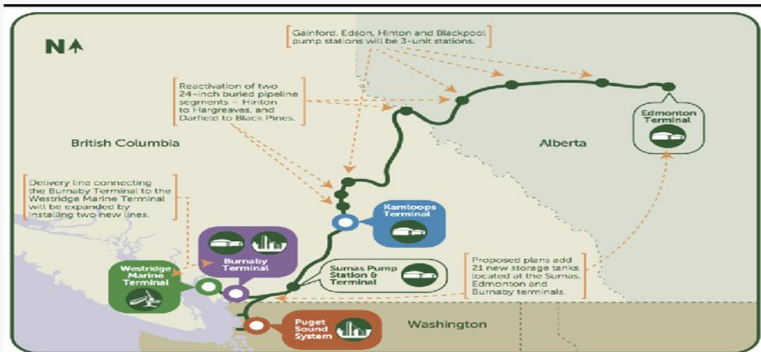 Gainford, Edson, Hinton and Blackpool
pump stations will be 3-unit stations.
N
Reactivation of two
24-inch buried pipeline
segments – Hinton
to Hargreaves, and
Darfield to Black Pines.
Edmonton
Terminal
British Columbia
Alberta
Delivery line connecting
the Burnaby Terminal to the
Westridge Marine Terminal
will be expanded by
installing two new lines.
Kamloops
Terminal
Burnaby
Terminal
Westridge
Marine
Terminal
Sumas Pump
Station &
Terminal
Proposed plans add
21 new storage tanks
located at the Sumas,
Edmonton and
Burnaby terminals.
Puget
Sound
System
Washington